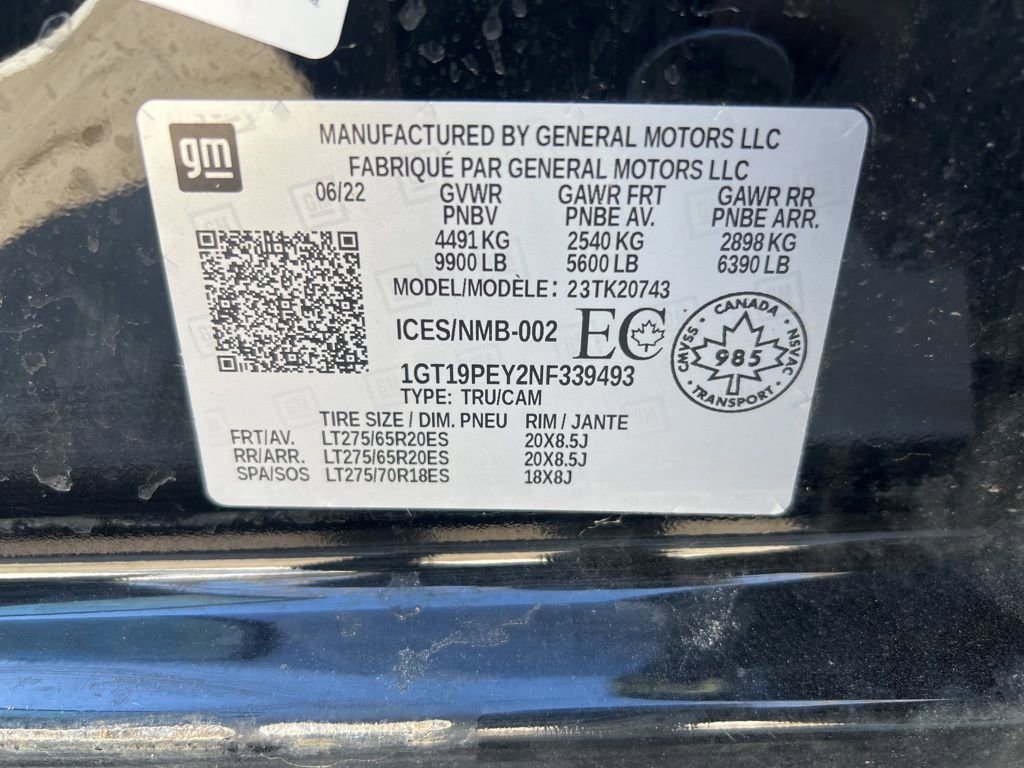 gm
MANUFACTURED BY GENERAL MOTORS LLC
FABRIQUÉ PAR GENERAL MOTORS LLC
06/22 GVWR GAWR FRT GAWR RR
PNBV PNBE AV. PNBE ARR.
4491 KG 2540 KG 2898 KG
9900 LB 5600 LB 6390 LB
MODEL/MODÈLE: 23TK20743
ICES/NMB-002 EC
CANADA
CMVSS 985 NSVAC
TRANSPORT
1GT19PEY2NF339493
TYPE: TRU/CAM
TIRE SIZE / DIM. PNEU RIM / JANTE
FRT/AV. LT275/65R20ES 20X8.5J
RR/ARR. LT275/65R20ES 20X8.5J
SPA/SOS LT275/70R18ES 18X8J